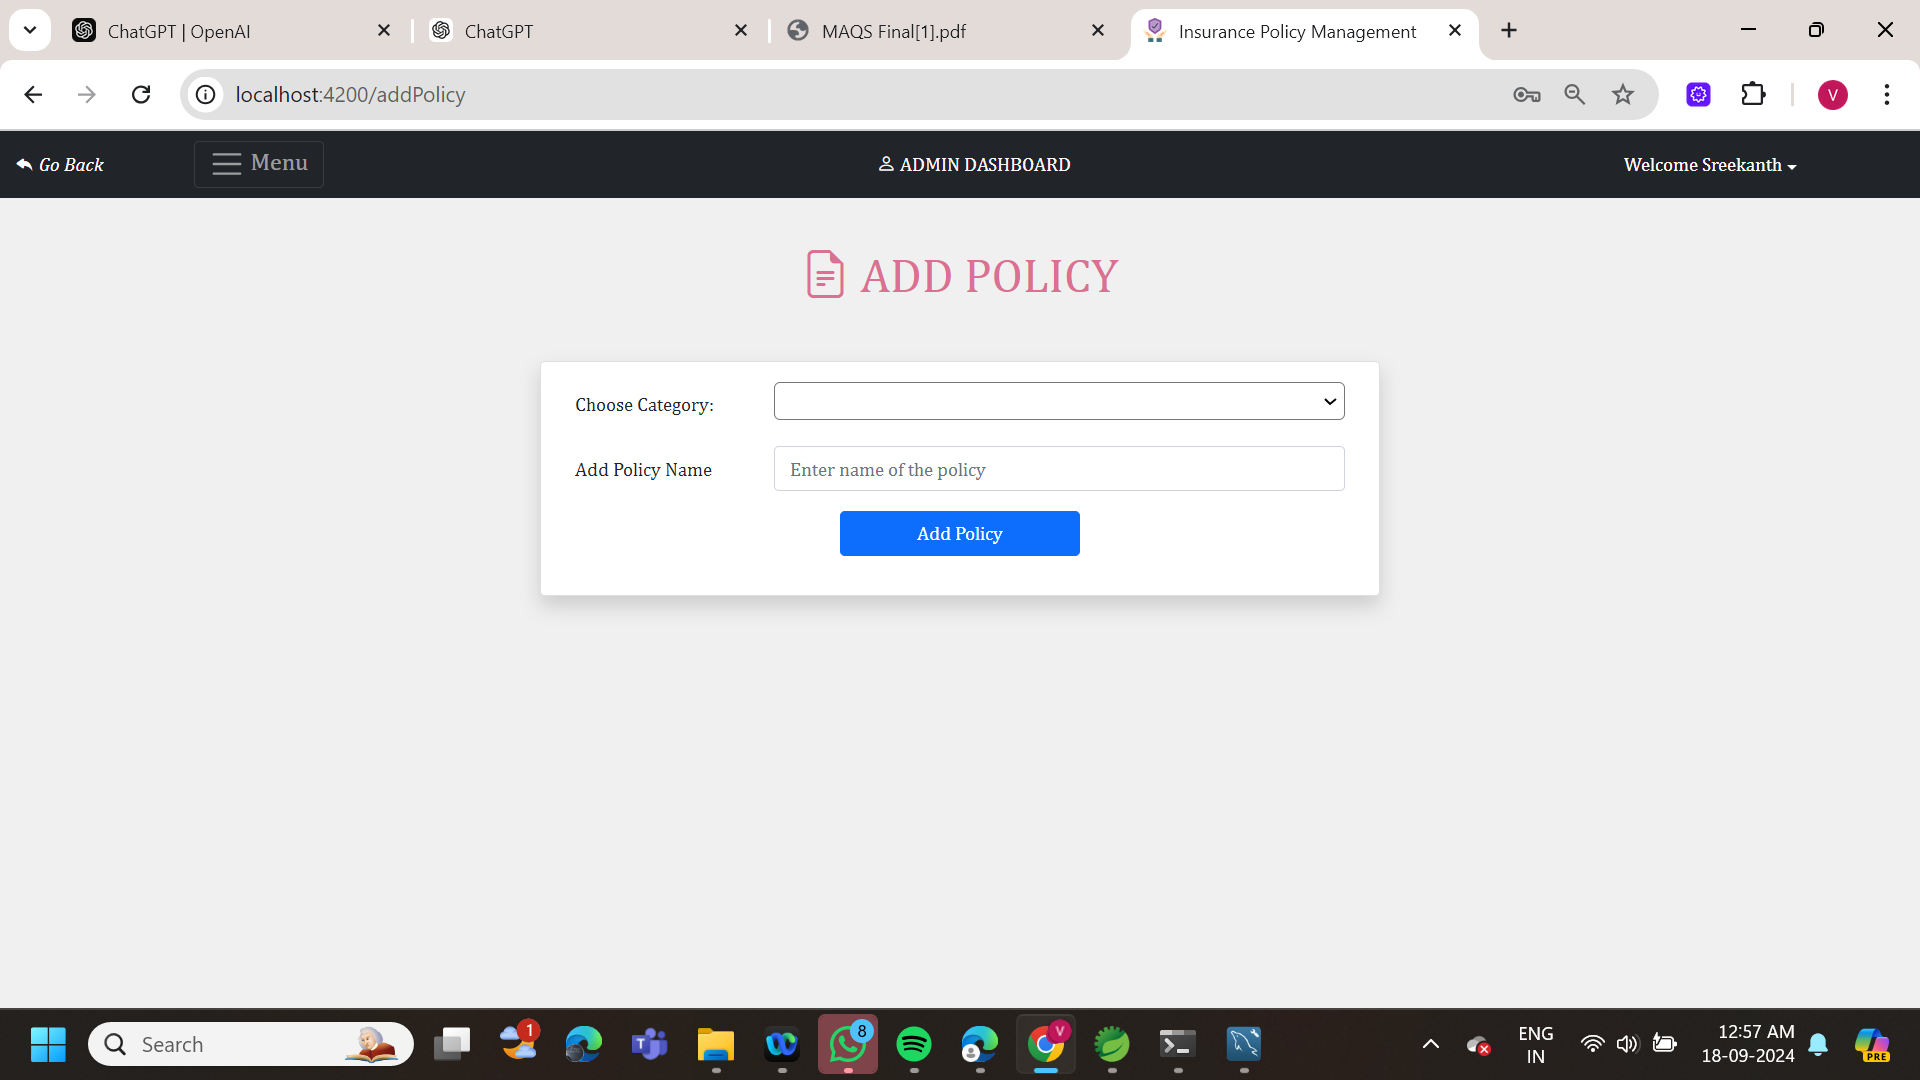 ChatGPT | OpenAI
ChatGPT
MAQS Final[1].pdf
Insurance Policy Management
localhost:4200/addPolicy
V
Go Back
Menu
ADMIN DASHBOARD
Welcome Sreekanth
ADD POLICY
Choose Category:
Add Policy Name
Enter name of the policy
Add Policy
Search
1
8
V
ENG
IN
12:57 AM
18-09-2024
PRE